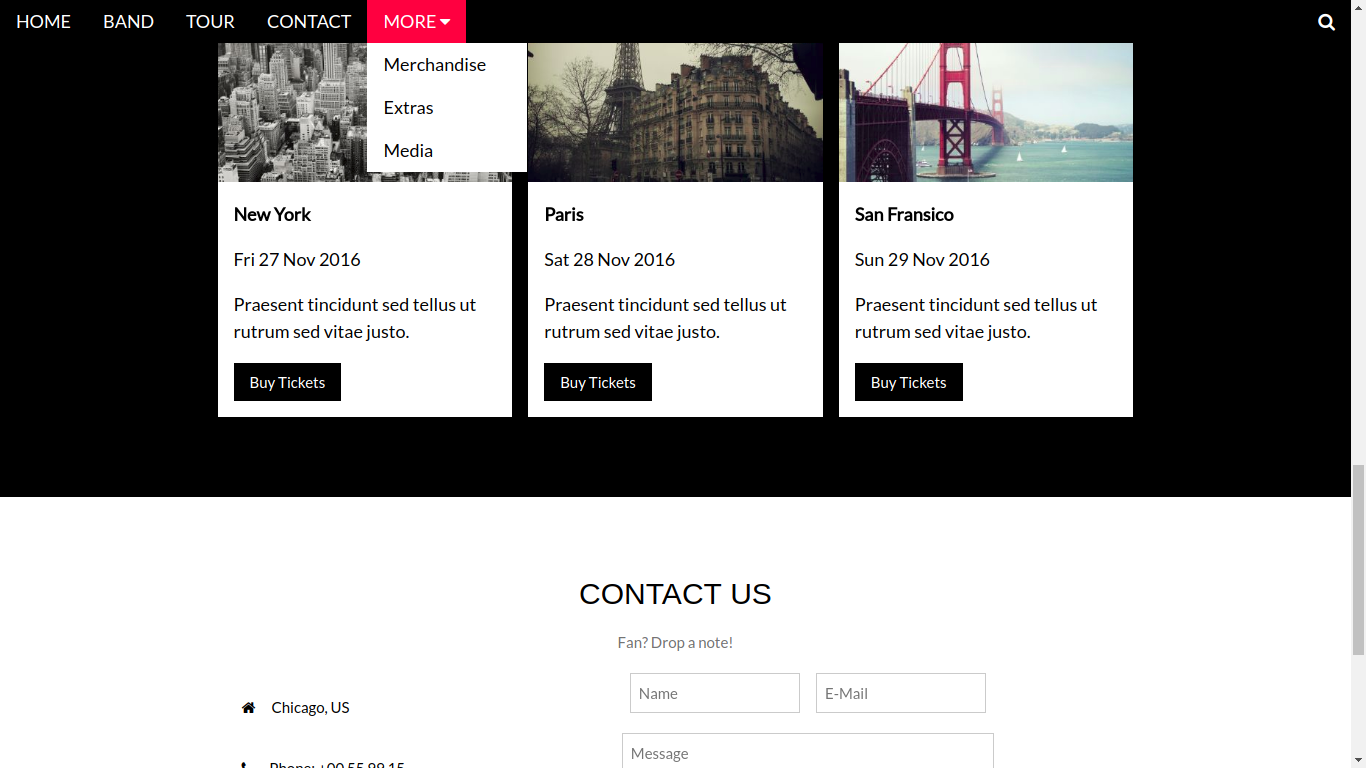 HOME BAND TOUR CONTACT MORE
Merchandise
Extras
Media
New York
Fri 27 Nov 2016
Praesent tincidunt sed tellus ut
rutrum sed vitae justo.
Buy Tickets
Paris
Sat 28 Nov 2016
Praesent tincidunt sed tellus ut
rutrum sed vitae justo.
Buy Tickets
San Fransico
Sun 29 Nov 2016
Praesent tincidunt sed tellus ut
rutrum sed vitae justo.
Buy Tickets
CONTACT US
Fan? Drop a note!
Chicago, US
Phone: +00 55 99 15
Name E-Mail
Message